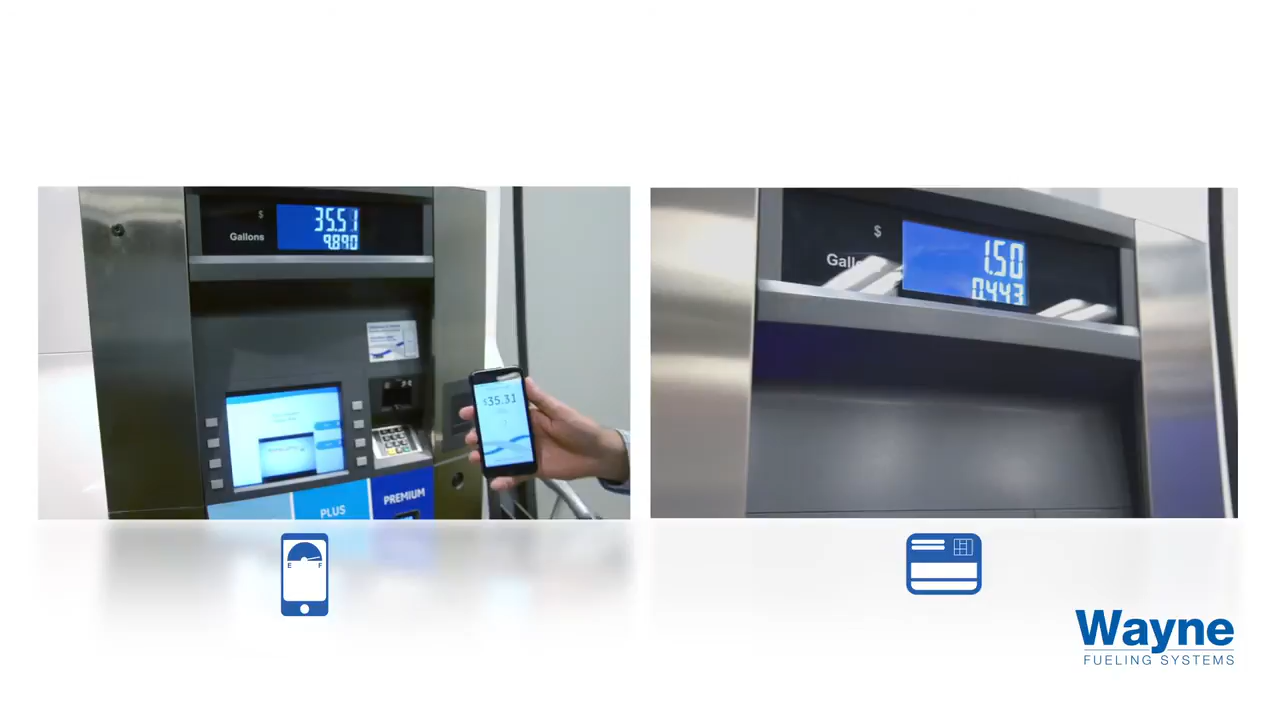 $
35.51
Gallons
9.890
$35.31
PLUS
PREMIUM
$
1.50
Gall
0.443
E F
Wayne
FUELING SYSTEMS